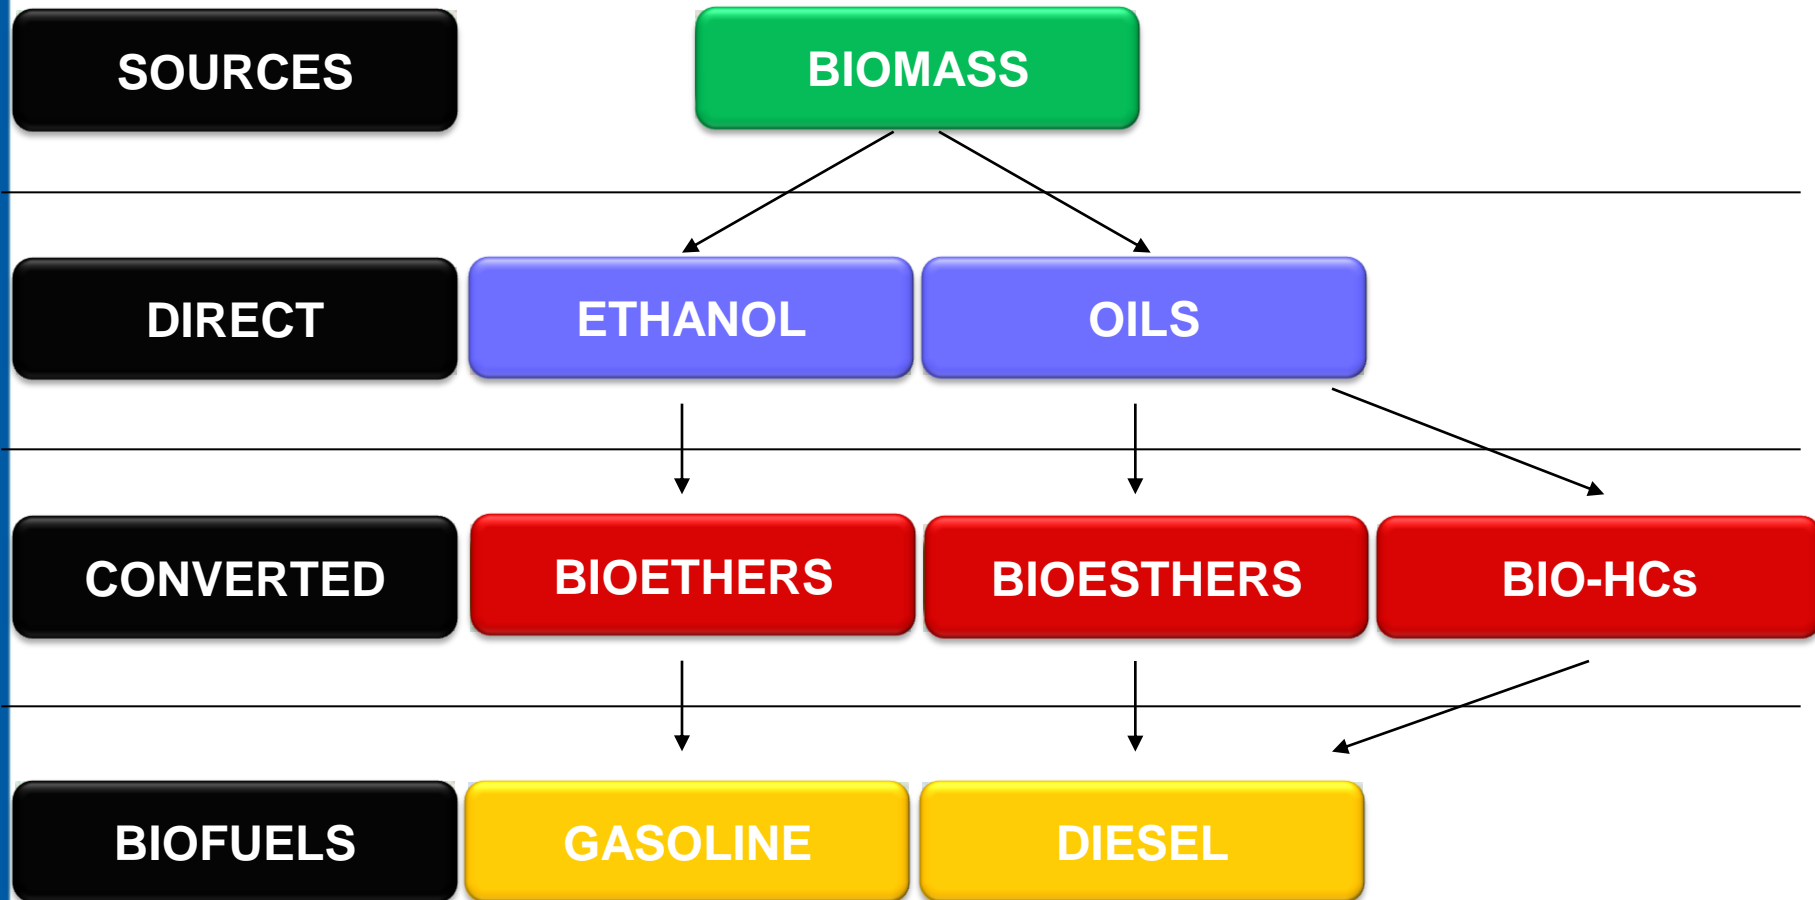 SOURCES
BIOMASS
DIRECT
ETHANOL
OILS
CONVERTED
BIOETHERS
BIOESTHERS
BIO-HCs
BIOFUELS
GASOLINE
DIESEL